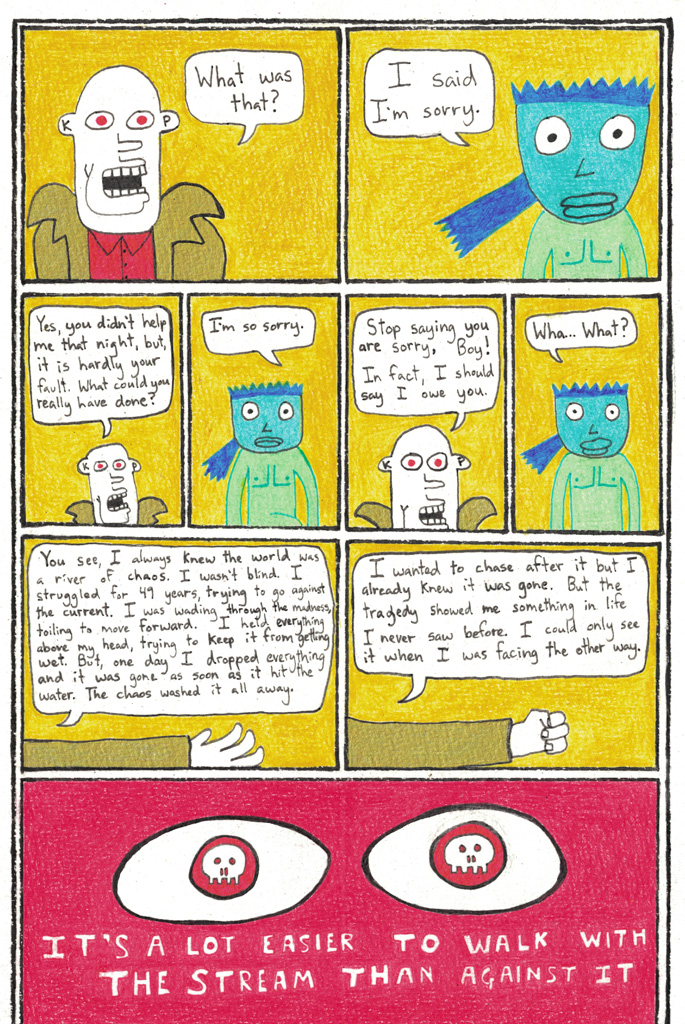 What was
that?
K P
I said
I'm sorry.
Yes, you didn't help
me that night, but,
it is hardly your
fault. What could you
really have done?
K P
I'm so sorry.
Stop saying you
are sorry, Boy!
In fact, I should
say I owe you.
K P
Wha... What?
You see, I always knew the world was
a river of chaos. I wasn't blind. I
struggled for 49 years, trying to go against
the current. I was wading through the madness,
toiling to move forward. I held everything
above my head, trying to keep it from getting
wet. But, one day I dropped everything
and it was gone as soon as it hit the
water. The chaos washed it all away.
I wanted to chase after it but I
already knew it was gone. But the
tragedy showed me something in life
I never saw before. I could only see
it when I was facing the other way.
IT'S A LOT EASIER TO WALK WITH
THE STREAM THAN AGAINST IT